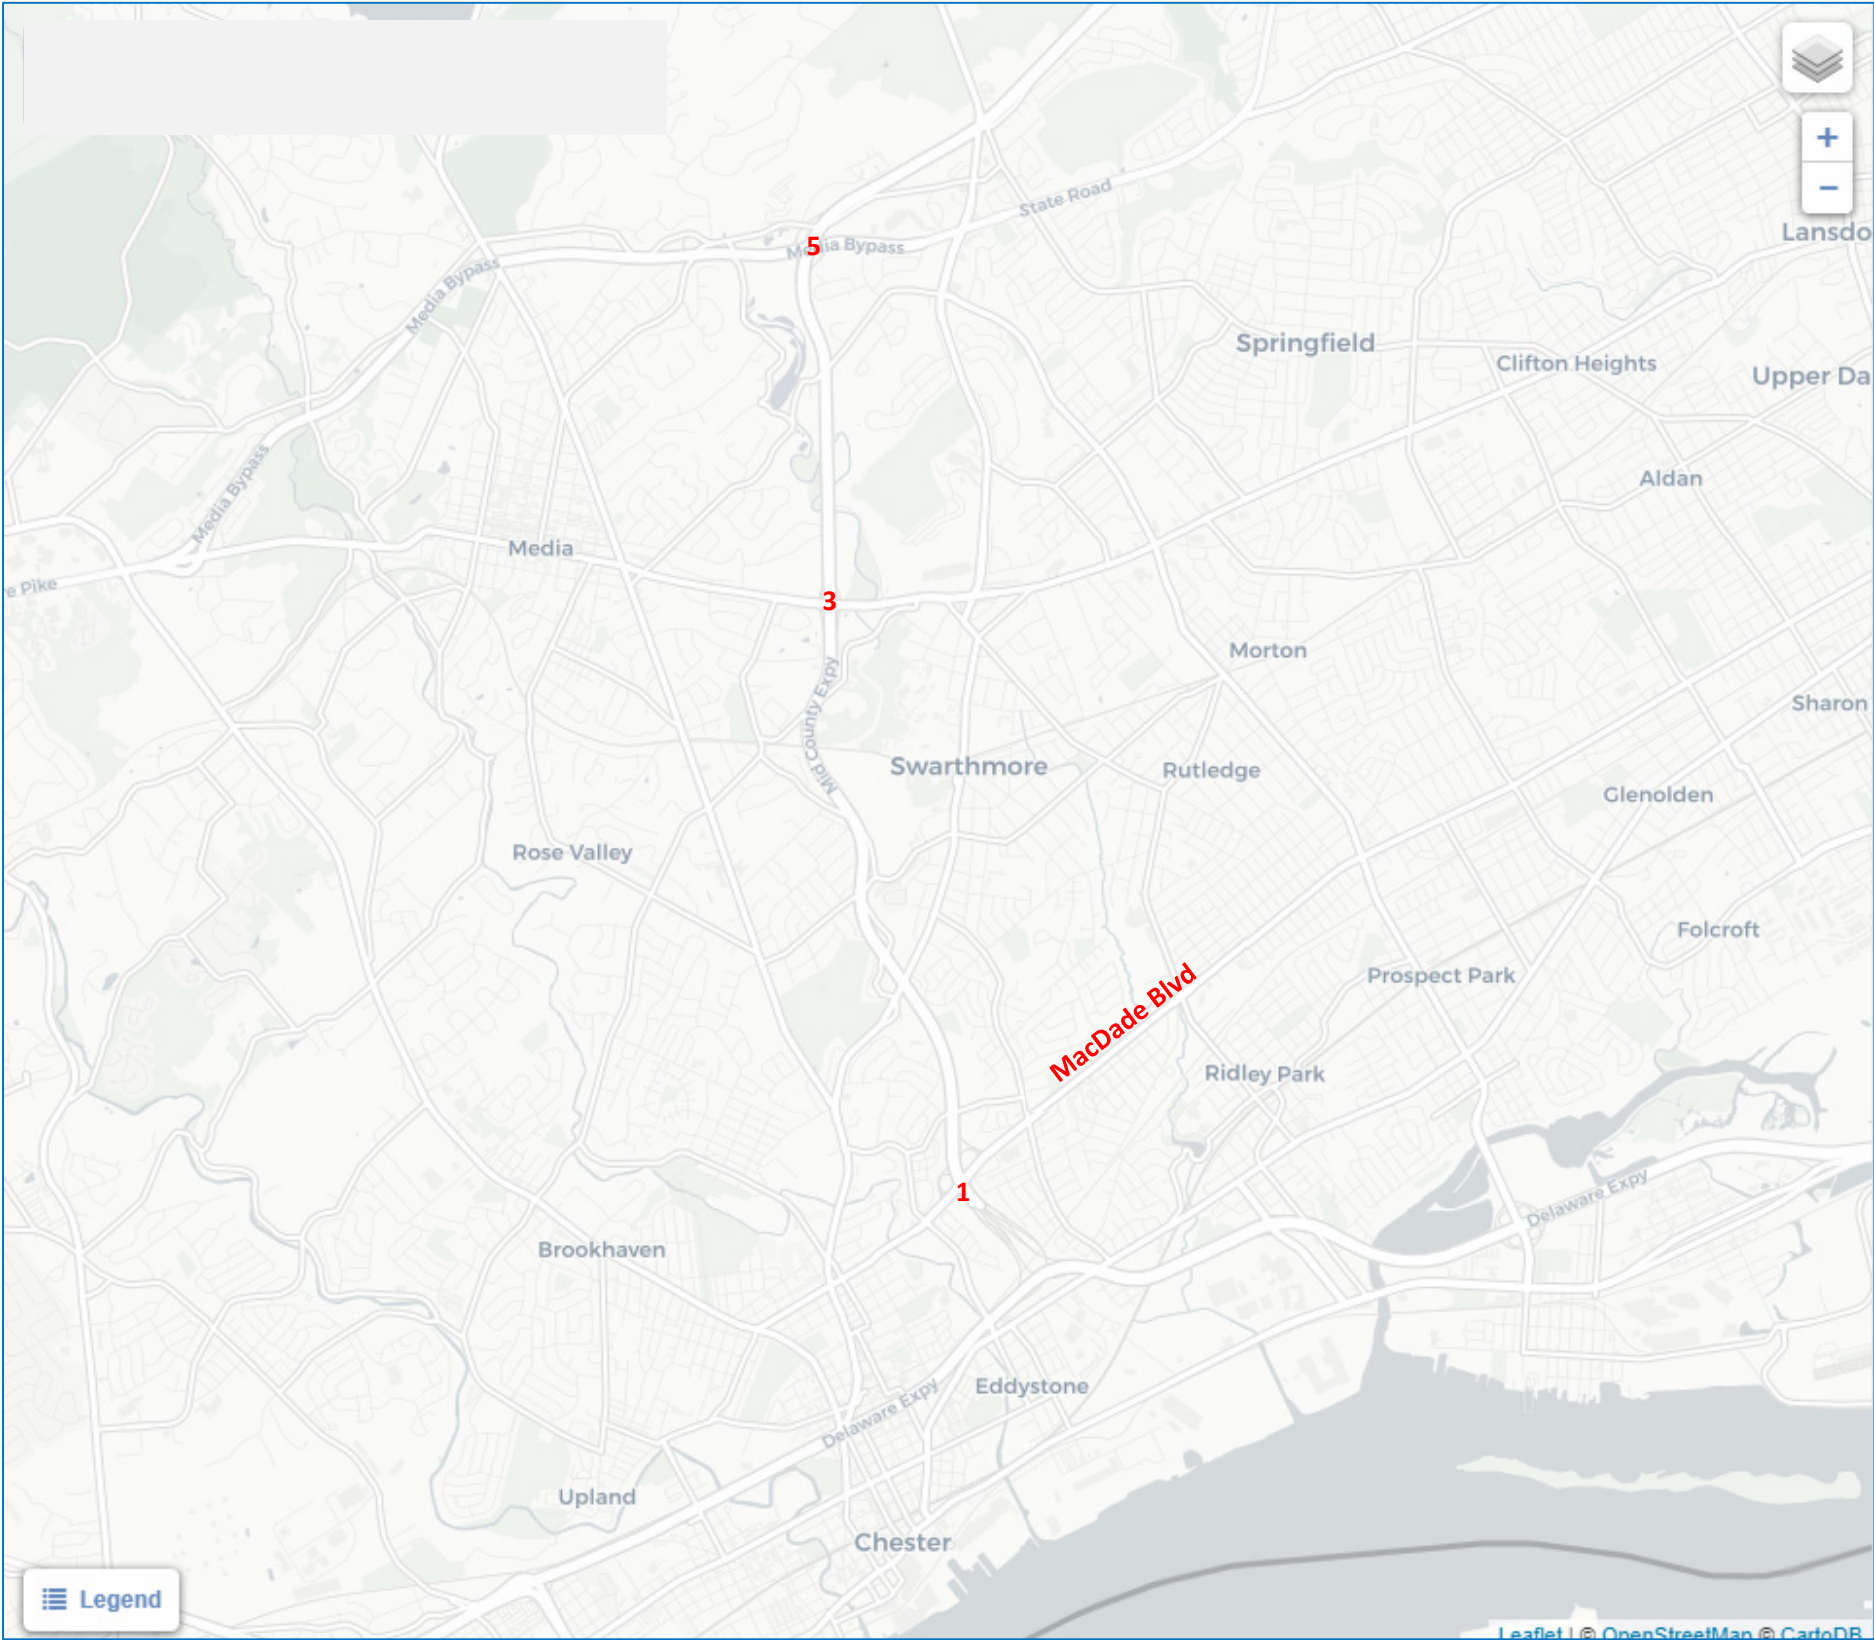 +
−
Lansdo
State Road
5
Media Bypass
Media Bypass
Springfield
Clifton Heights
Upper Da
Media Bypass
Aldan
Media
e Pike
3
Morton
Mid County Expy
Sharon
Swarthmore
Rutledge
Glenolden
Rose Valley
Folcroft
Prospect Park
MacDade Blvd
Ridley Park
1
Delaware Expy
Brookhaven
Eddystone
Delaware Expy
Upland
Chester
Legend
Leaflet | © OpenStreetMap © CartoDB